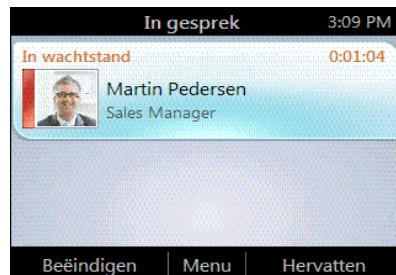 In gesprek 3:09 PM
In wachtstand 0:01:04
Martin Pedersen
Sales Manager
Beëindigen Menu Hervatten